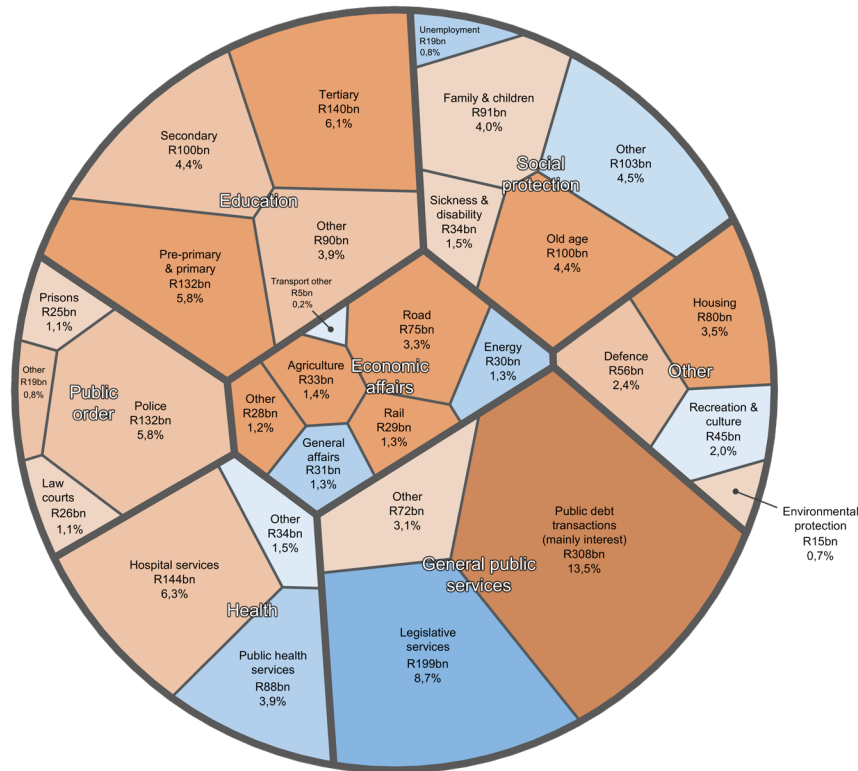 Unemployment
R19bn
0,8%
Family & children
R91bn
4,0%
Other
R103bn
4,5%
Social
protection
Sickness &
disability
R34bn
1,5%
Old age
R100bn
4,4%
Tertiary
R140bn
6,1%
Secondary
R100bn
4,4%
Education
Other
R90bn
3,9%
Pre-primary
& primary
R132bn
5,8%
Prisons
R25bn
1,1%
Other
R19bn
0,8%
Public
order
Police
R132bn
5,8%
Law
courts
R26bn
1,1%
Transport other
R5bn
0,2%
Road
R75bn
3,3%
Energy
R30bn
1,3%
Agriculture
R33bn
1,4%
Economic
affairs
Other
R28bn
1,2%
Rail
R29bn
1,3%
General
affairs
R31bn
1,3%
Housing
R80bn
3,5%
Defence
R56bn
2,4%
Other
Recreation &
culture
R45bn
2,0%
Environmental
protection
R15bn
0,7%
Other
R34bn
1,5%
Hospital services
R144bn
6,3%
Health
Public health
services
R88bn
3,9%
Other
R72bn
3,1%
Public debt
transactions
(mainly interest)
R308bn
13,5%
General public
services
Legislative
services
R199bn
8,7%